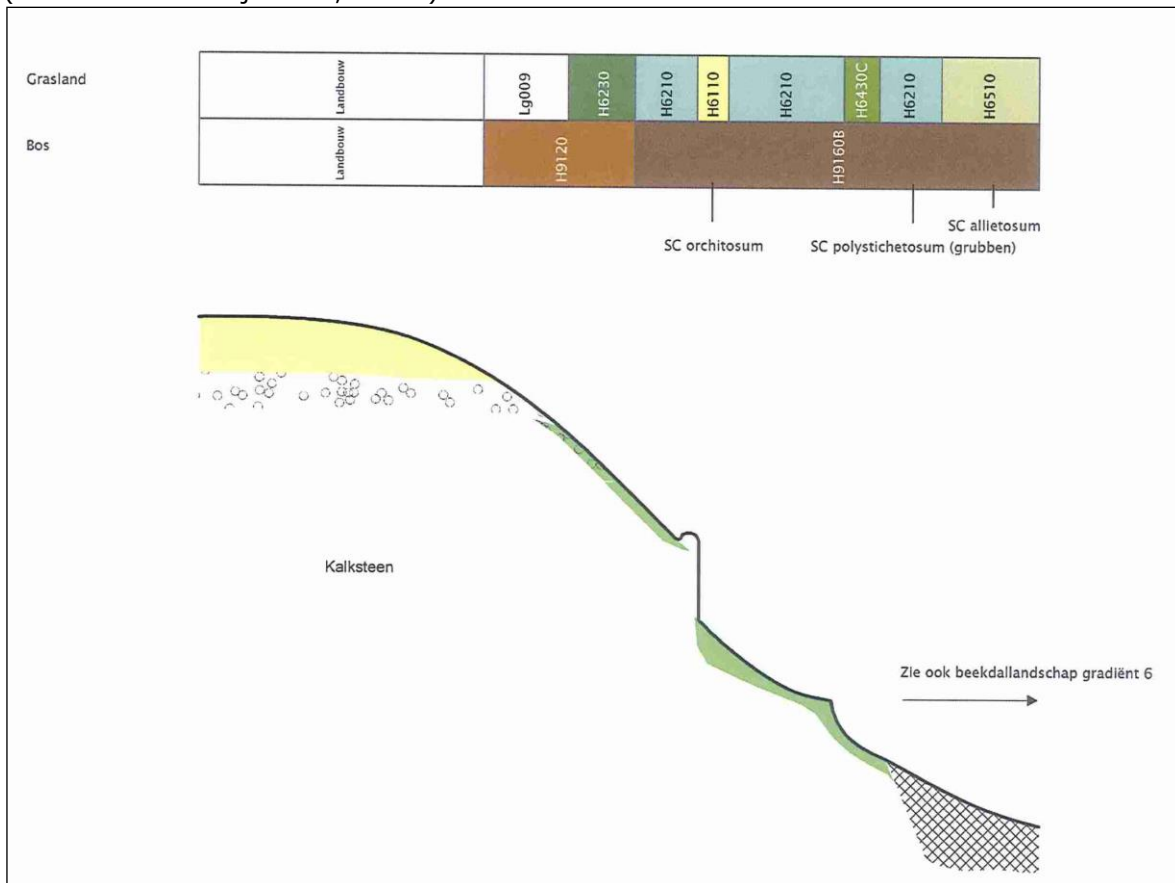 Grasland
Landbouw
Lg009
H6230
H6210
H6110
H6210
H6430C
H6210
H6510
Bos
Landbouw
H9120
H9160B
SC orchitosum
SC polystichetosum (grubben)
SC allietosum
Kalksteen
Zie ook beekdallandschap gradiënt 6